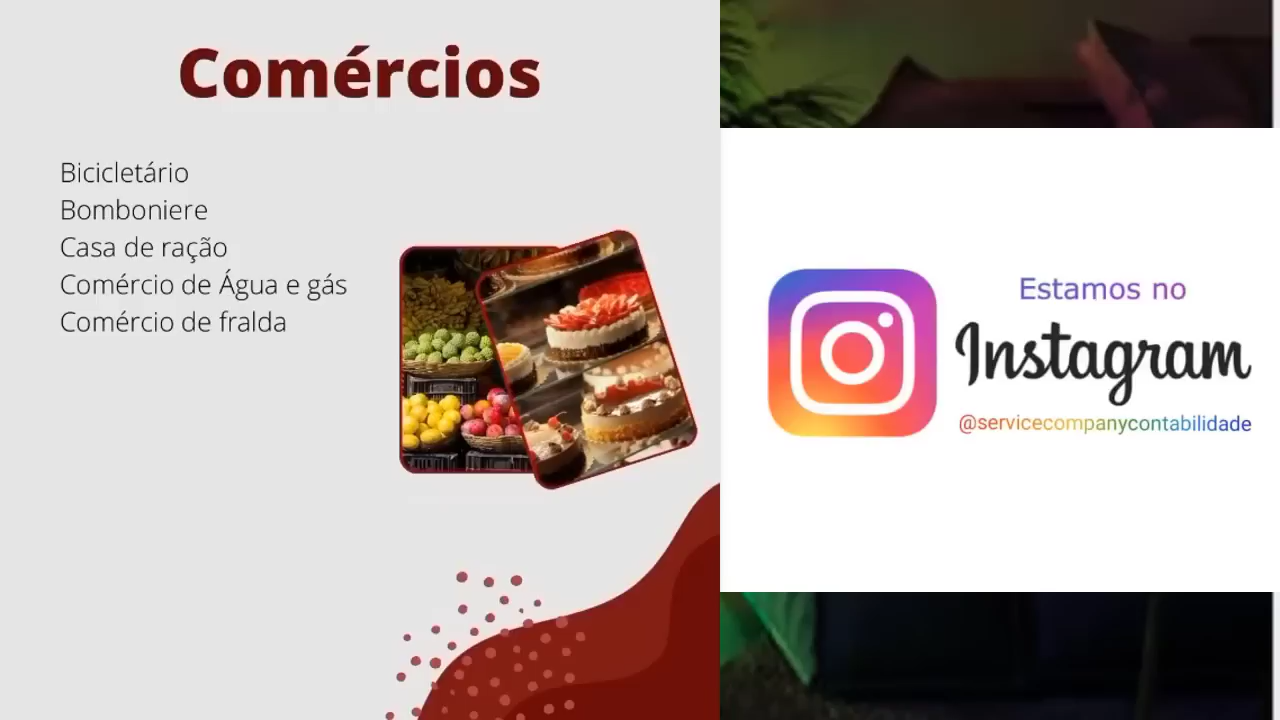 Comércios
Bicicletário
Bomboniere
Casa de ração
Comércio de Água e gás
Comércio de fralda
Estamos no
Instagram
@servicecompanycontabilidade